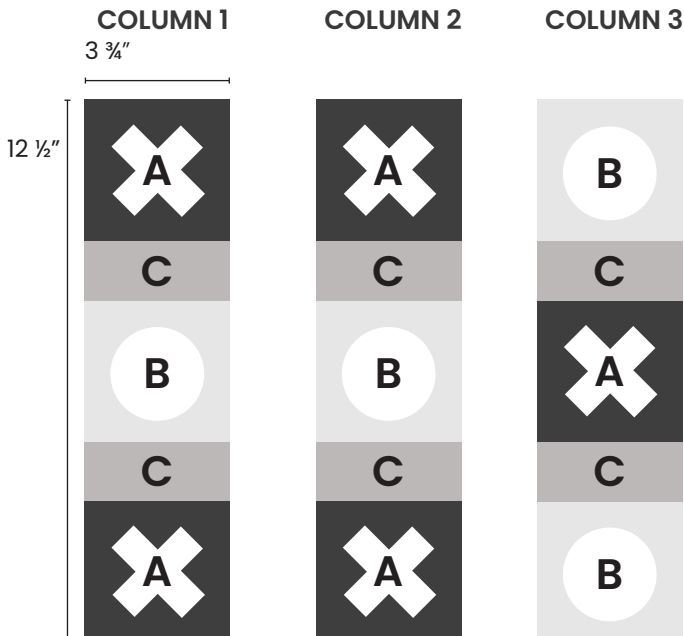 COLUMN 1 COLUMN 2 COLUMN 3
3 ¾”
12 ½”
A A B
C C C
B B A
C C C
A A B